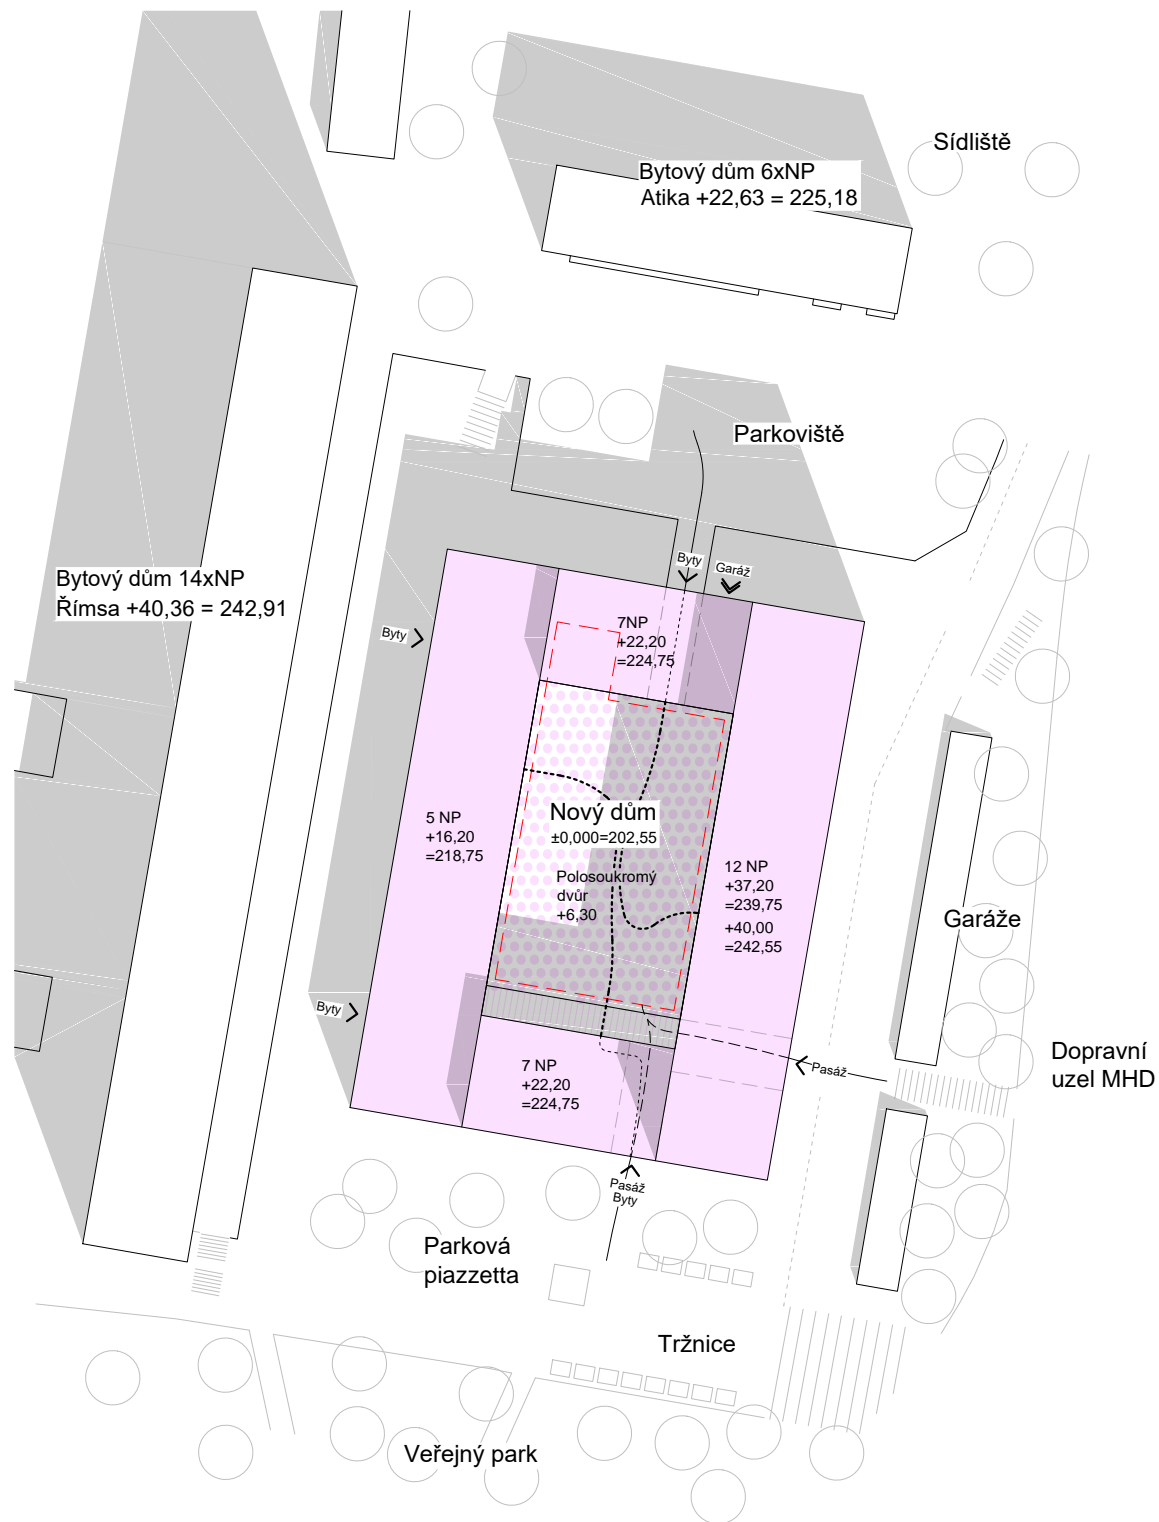 Sídliště
Bytový dům 6xNP
Atika +22,63 = 225,18
Parkoviště
Byty
Garáž
Bytový dům 14xNP
Římsa +40,36 = 242,91
Byty
7NP
+22,20
=224,75
Nový dům
±0,000=202,55
5 NP
+16,20
=218,75
Polosoukromý
dvůr
+6,30
12 NP
+37,20
=239,75
+40,00
=242,55
Garáže
Byty
Pasáž
Dopravní
uzel MHD
7 NP
+22,20
=224,75
Pasáž
Byty
Parková
piazzetta
Tržnice
Veřejný park